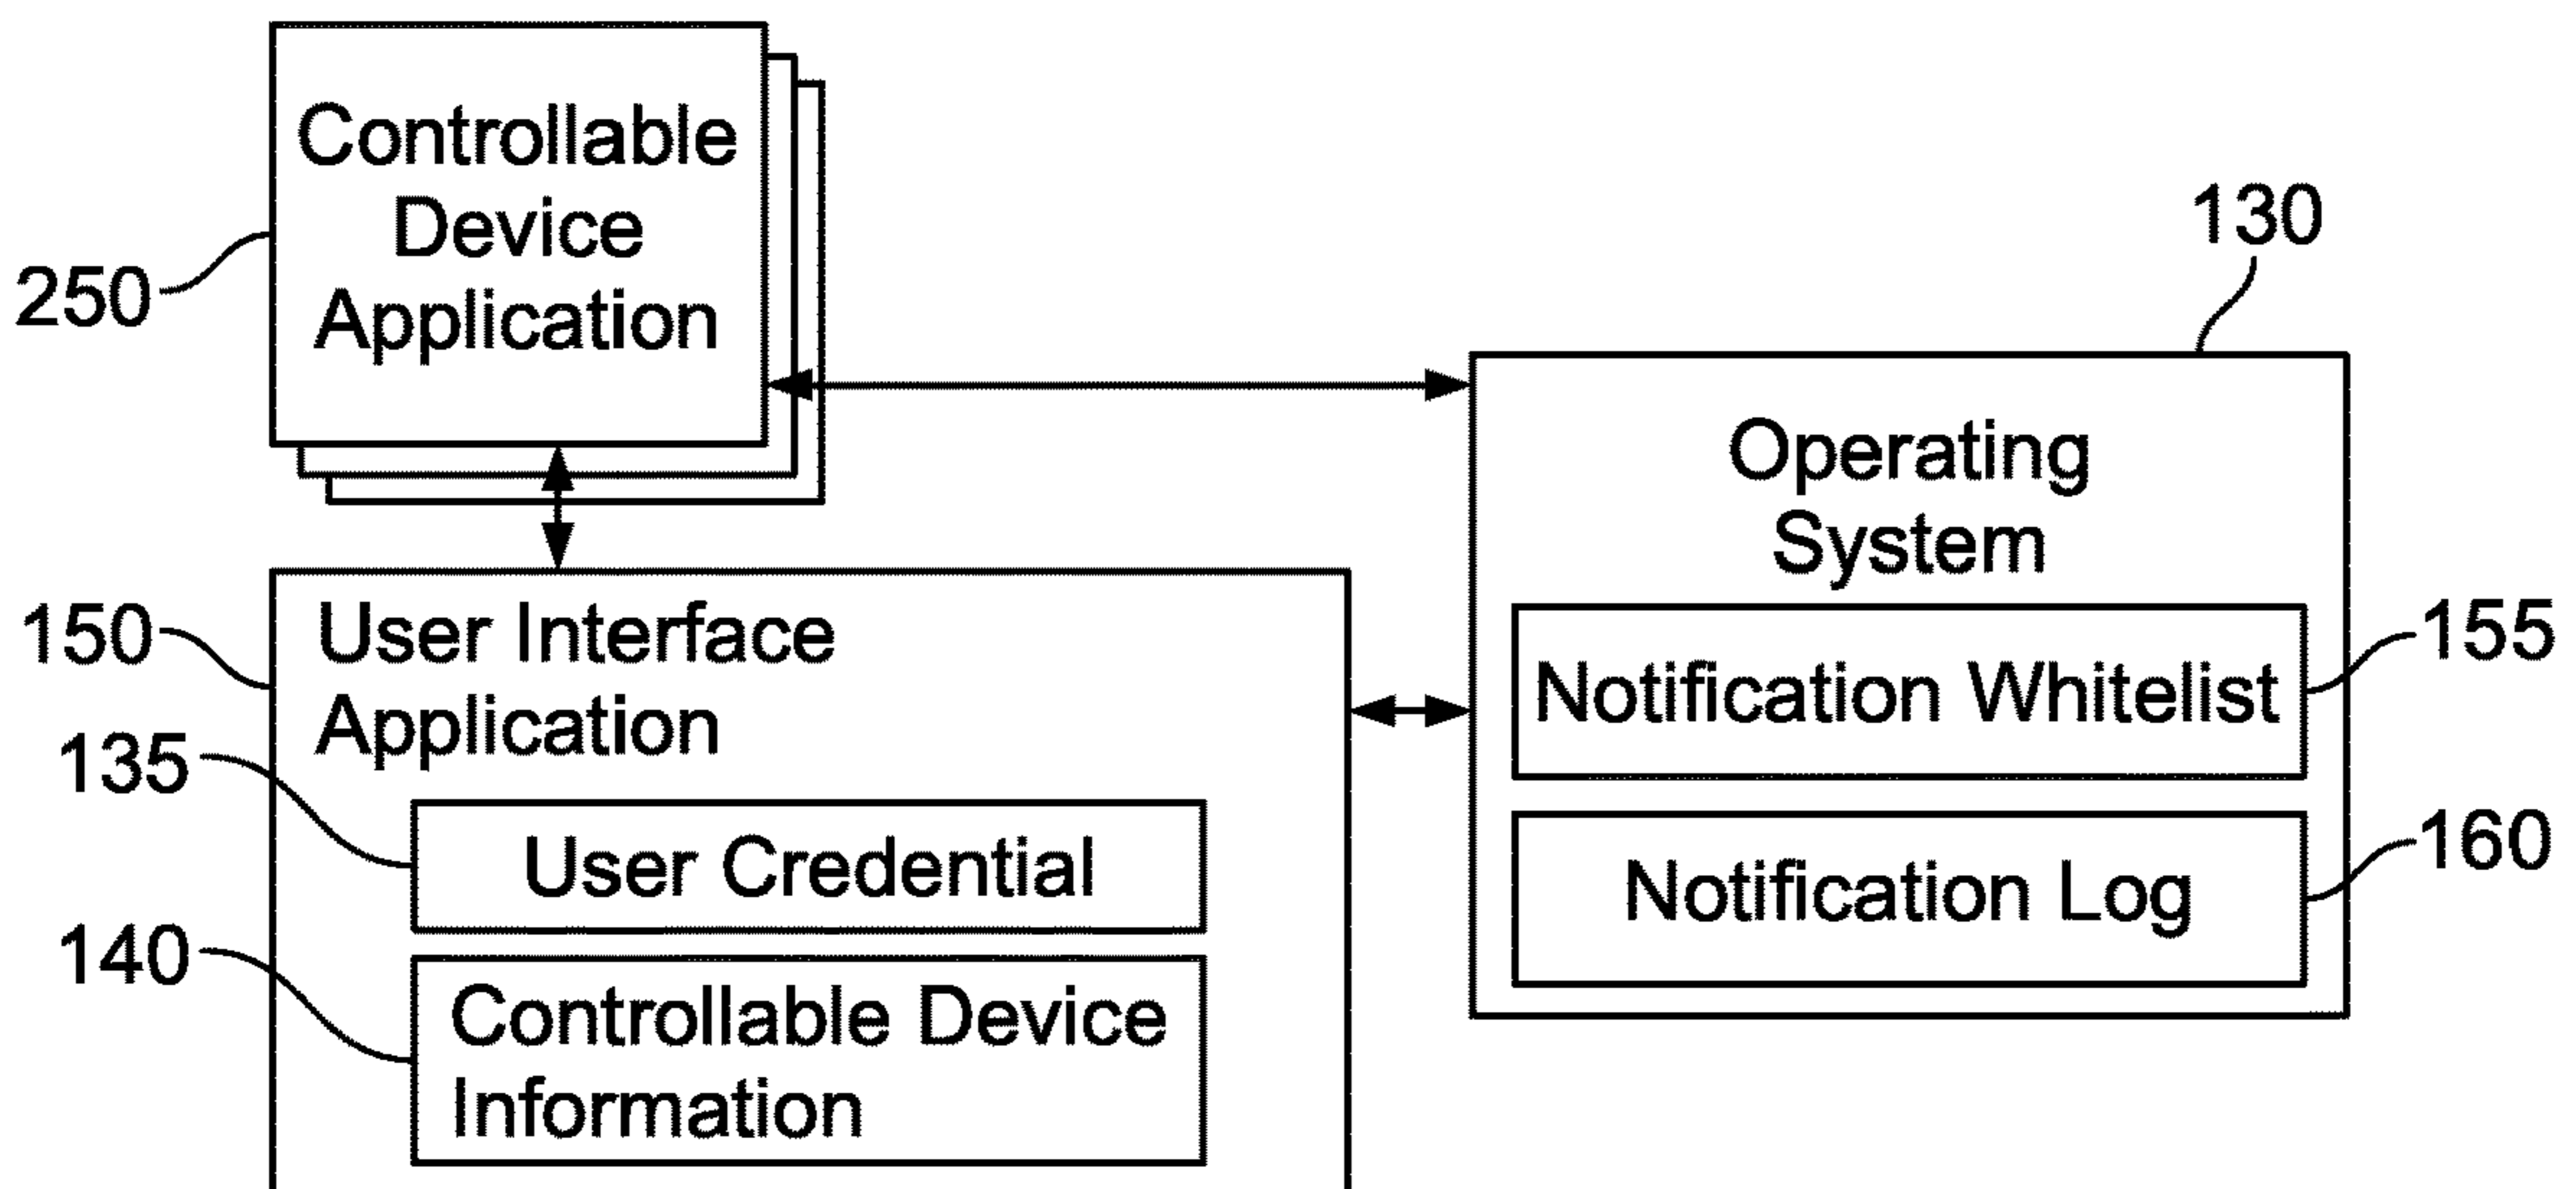 Controllable
Device
Application
250
130
Operating
System
150
User Interface
Application
155
Notification Whitelist
135
User Credential
160
Notification Log
140
Controllable Device
Information